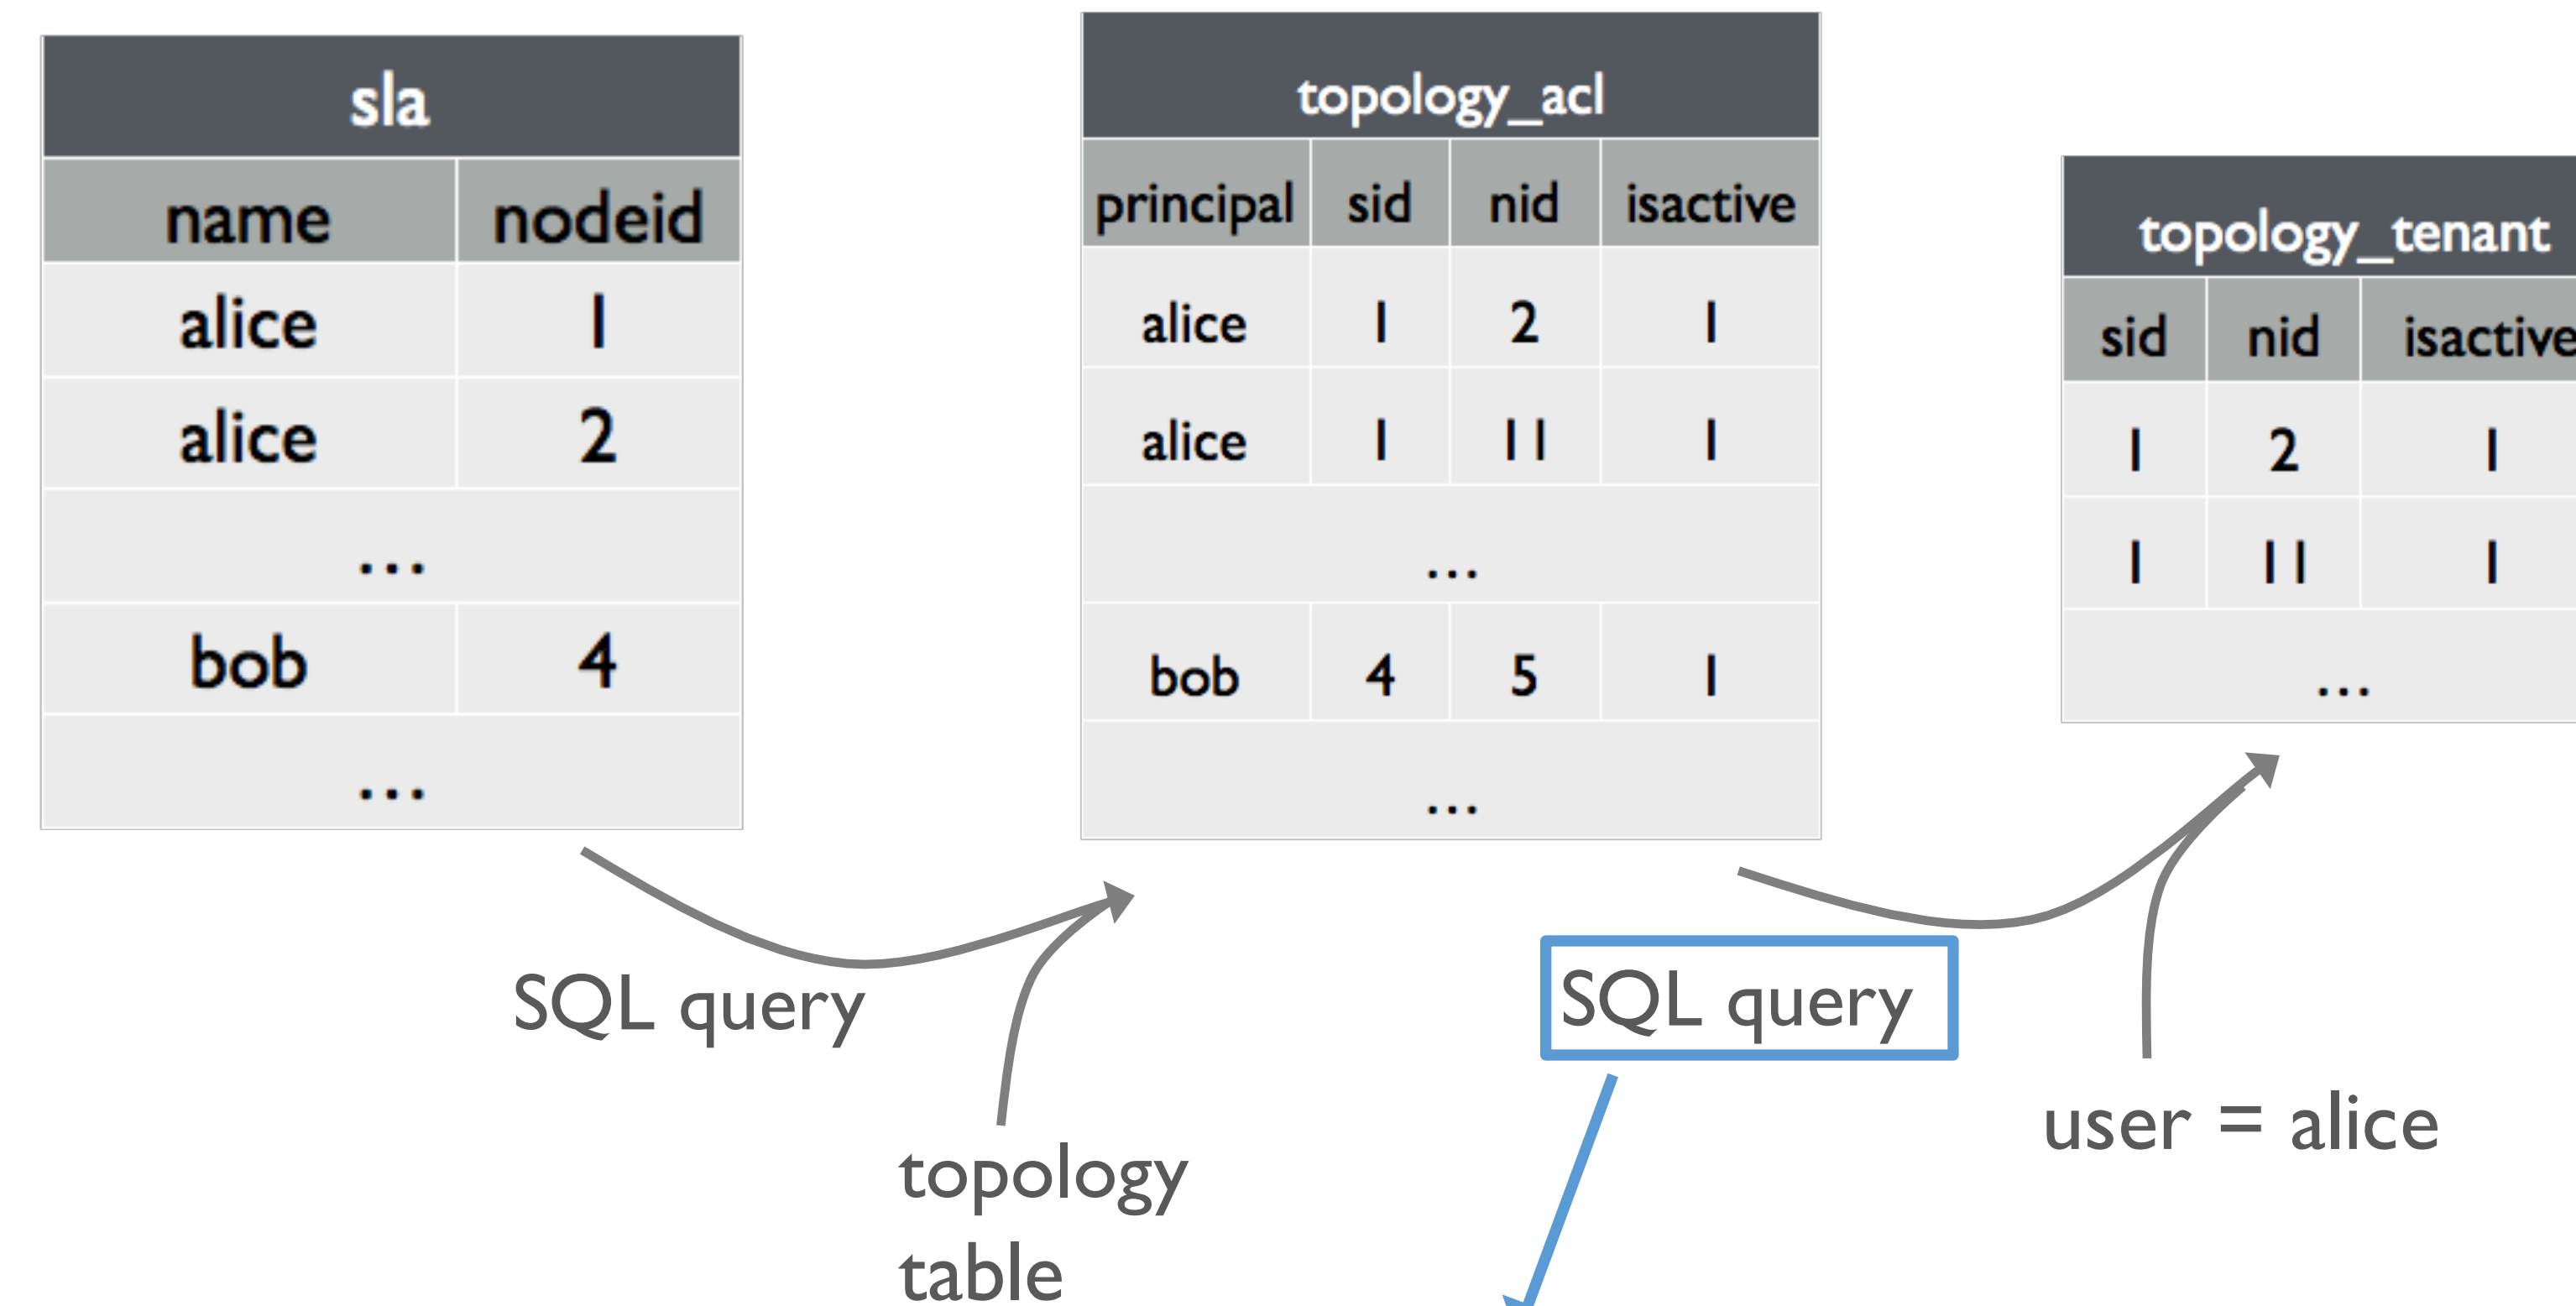 sla
name nodeid
alice 1
alice 2
...
bob 4
...
topology_acl
principal sid nid isactive
alice 1 2 1
alice 1 11 1
...
bob 4 5 1
...
topology_tenant
sid nid isactive
1 2 1
1 11 1
...
SQL query
topology
table
SQL query
user = alice